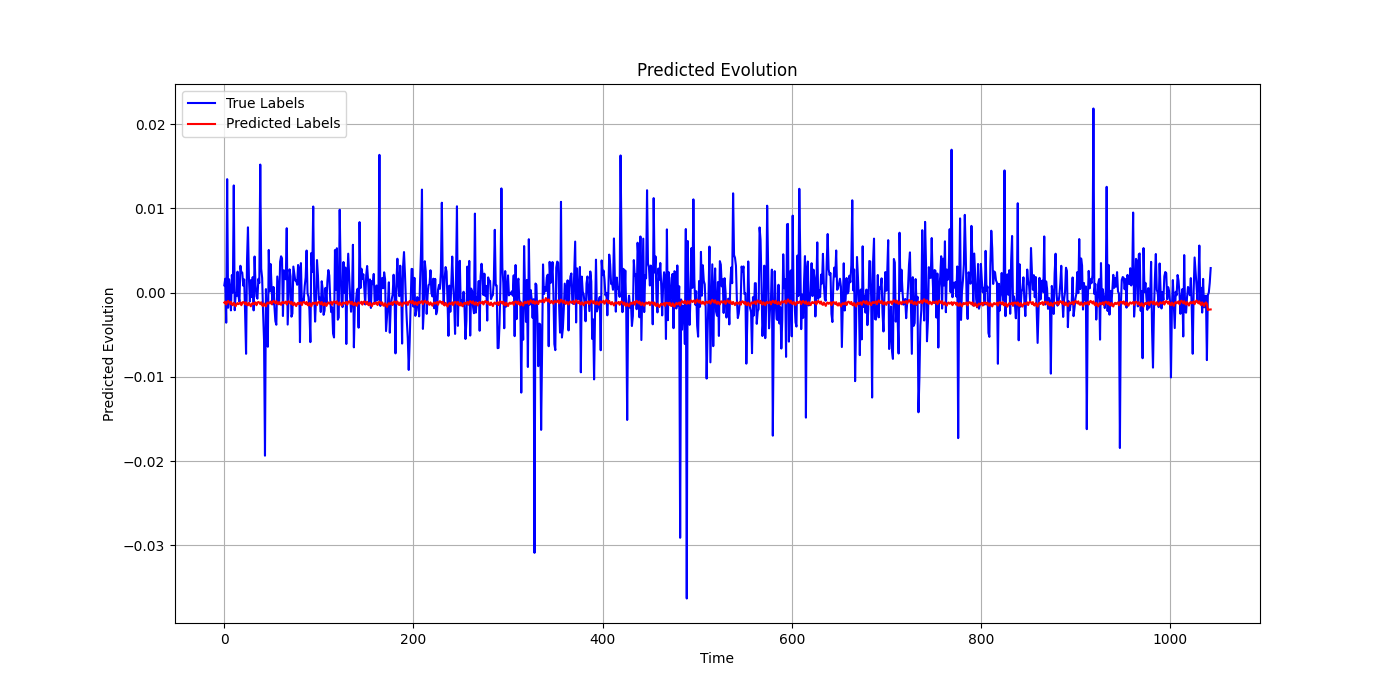 Predicted Evolution
True Labels
Predicted Labels
0.02
0.01
0.00
−0.01
−0.02
−0.03
Predicted Evolution
0 200 400 600 800 1000
Time